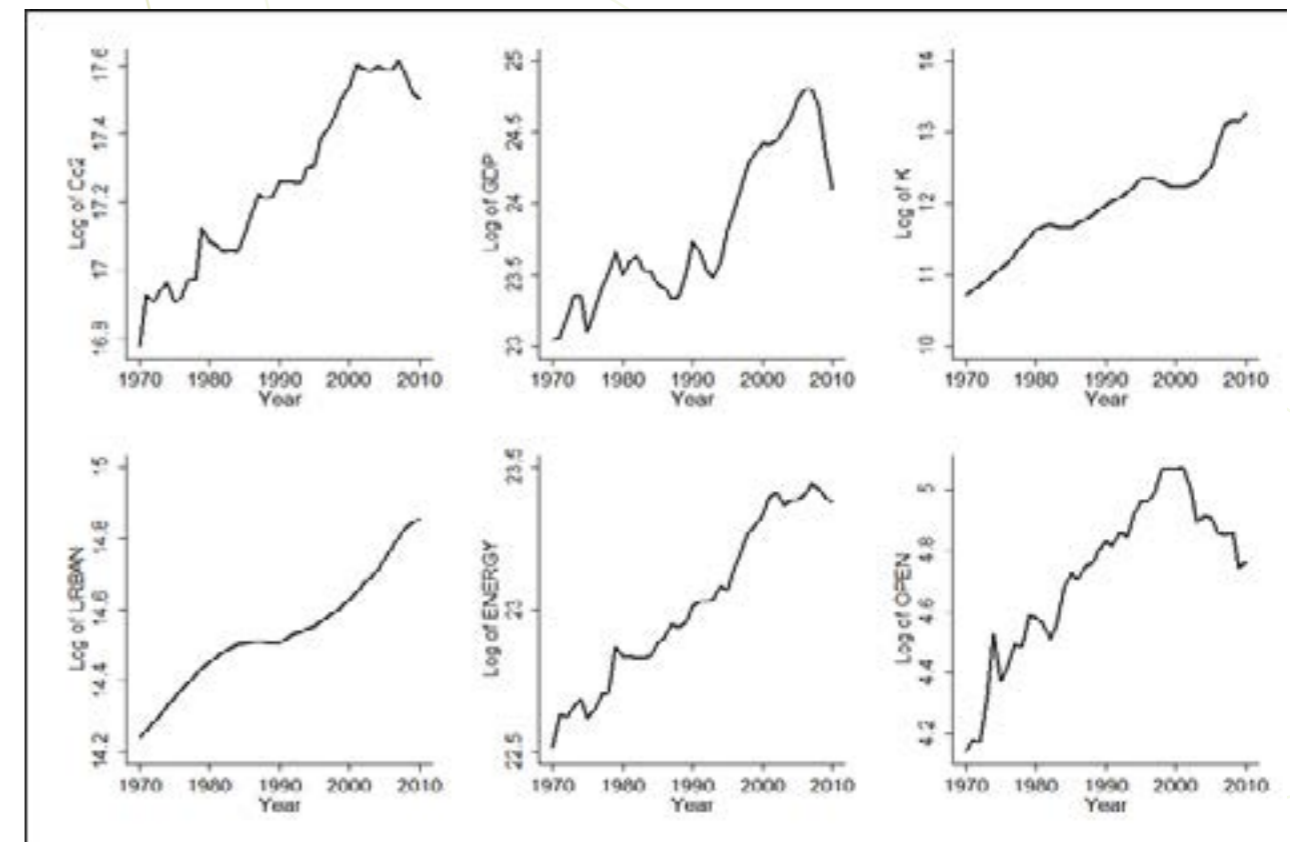 Log of Co2
17.6
17.4
17.2
17
16.8
1970 1980 1990 2000 2010
Year
Log of GDP
25
24.5
24
23.5
23
1970 1980 1990 2000 2010
Year
Log of K
14
13
12
11
10
1970 1980 1990 2000 2010
Year
Log of URBAN
15
14.8
14.6
14.4
14.2
1970 1980 1990 2000 2010
Year
Log of ENERGY
23.5
23
22.5
1970 1980 1990 2000 2010
Year
Log of OPEN
5
4.8
4.6
4.4
4.2
1970 1980 1990 2000 2010
Year